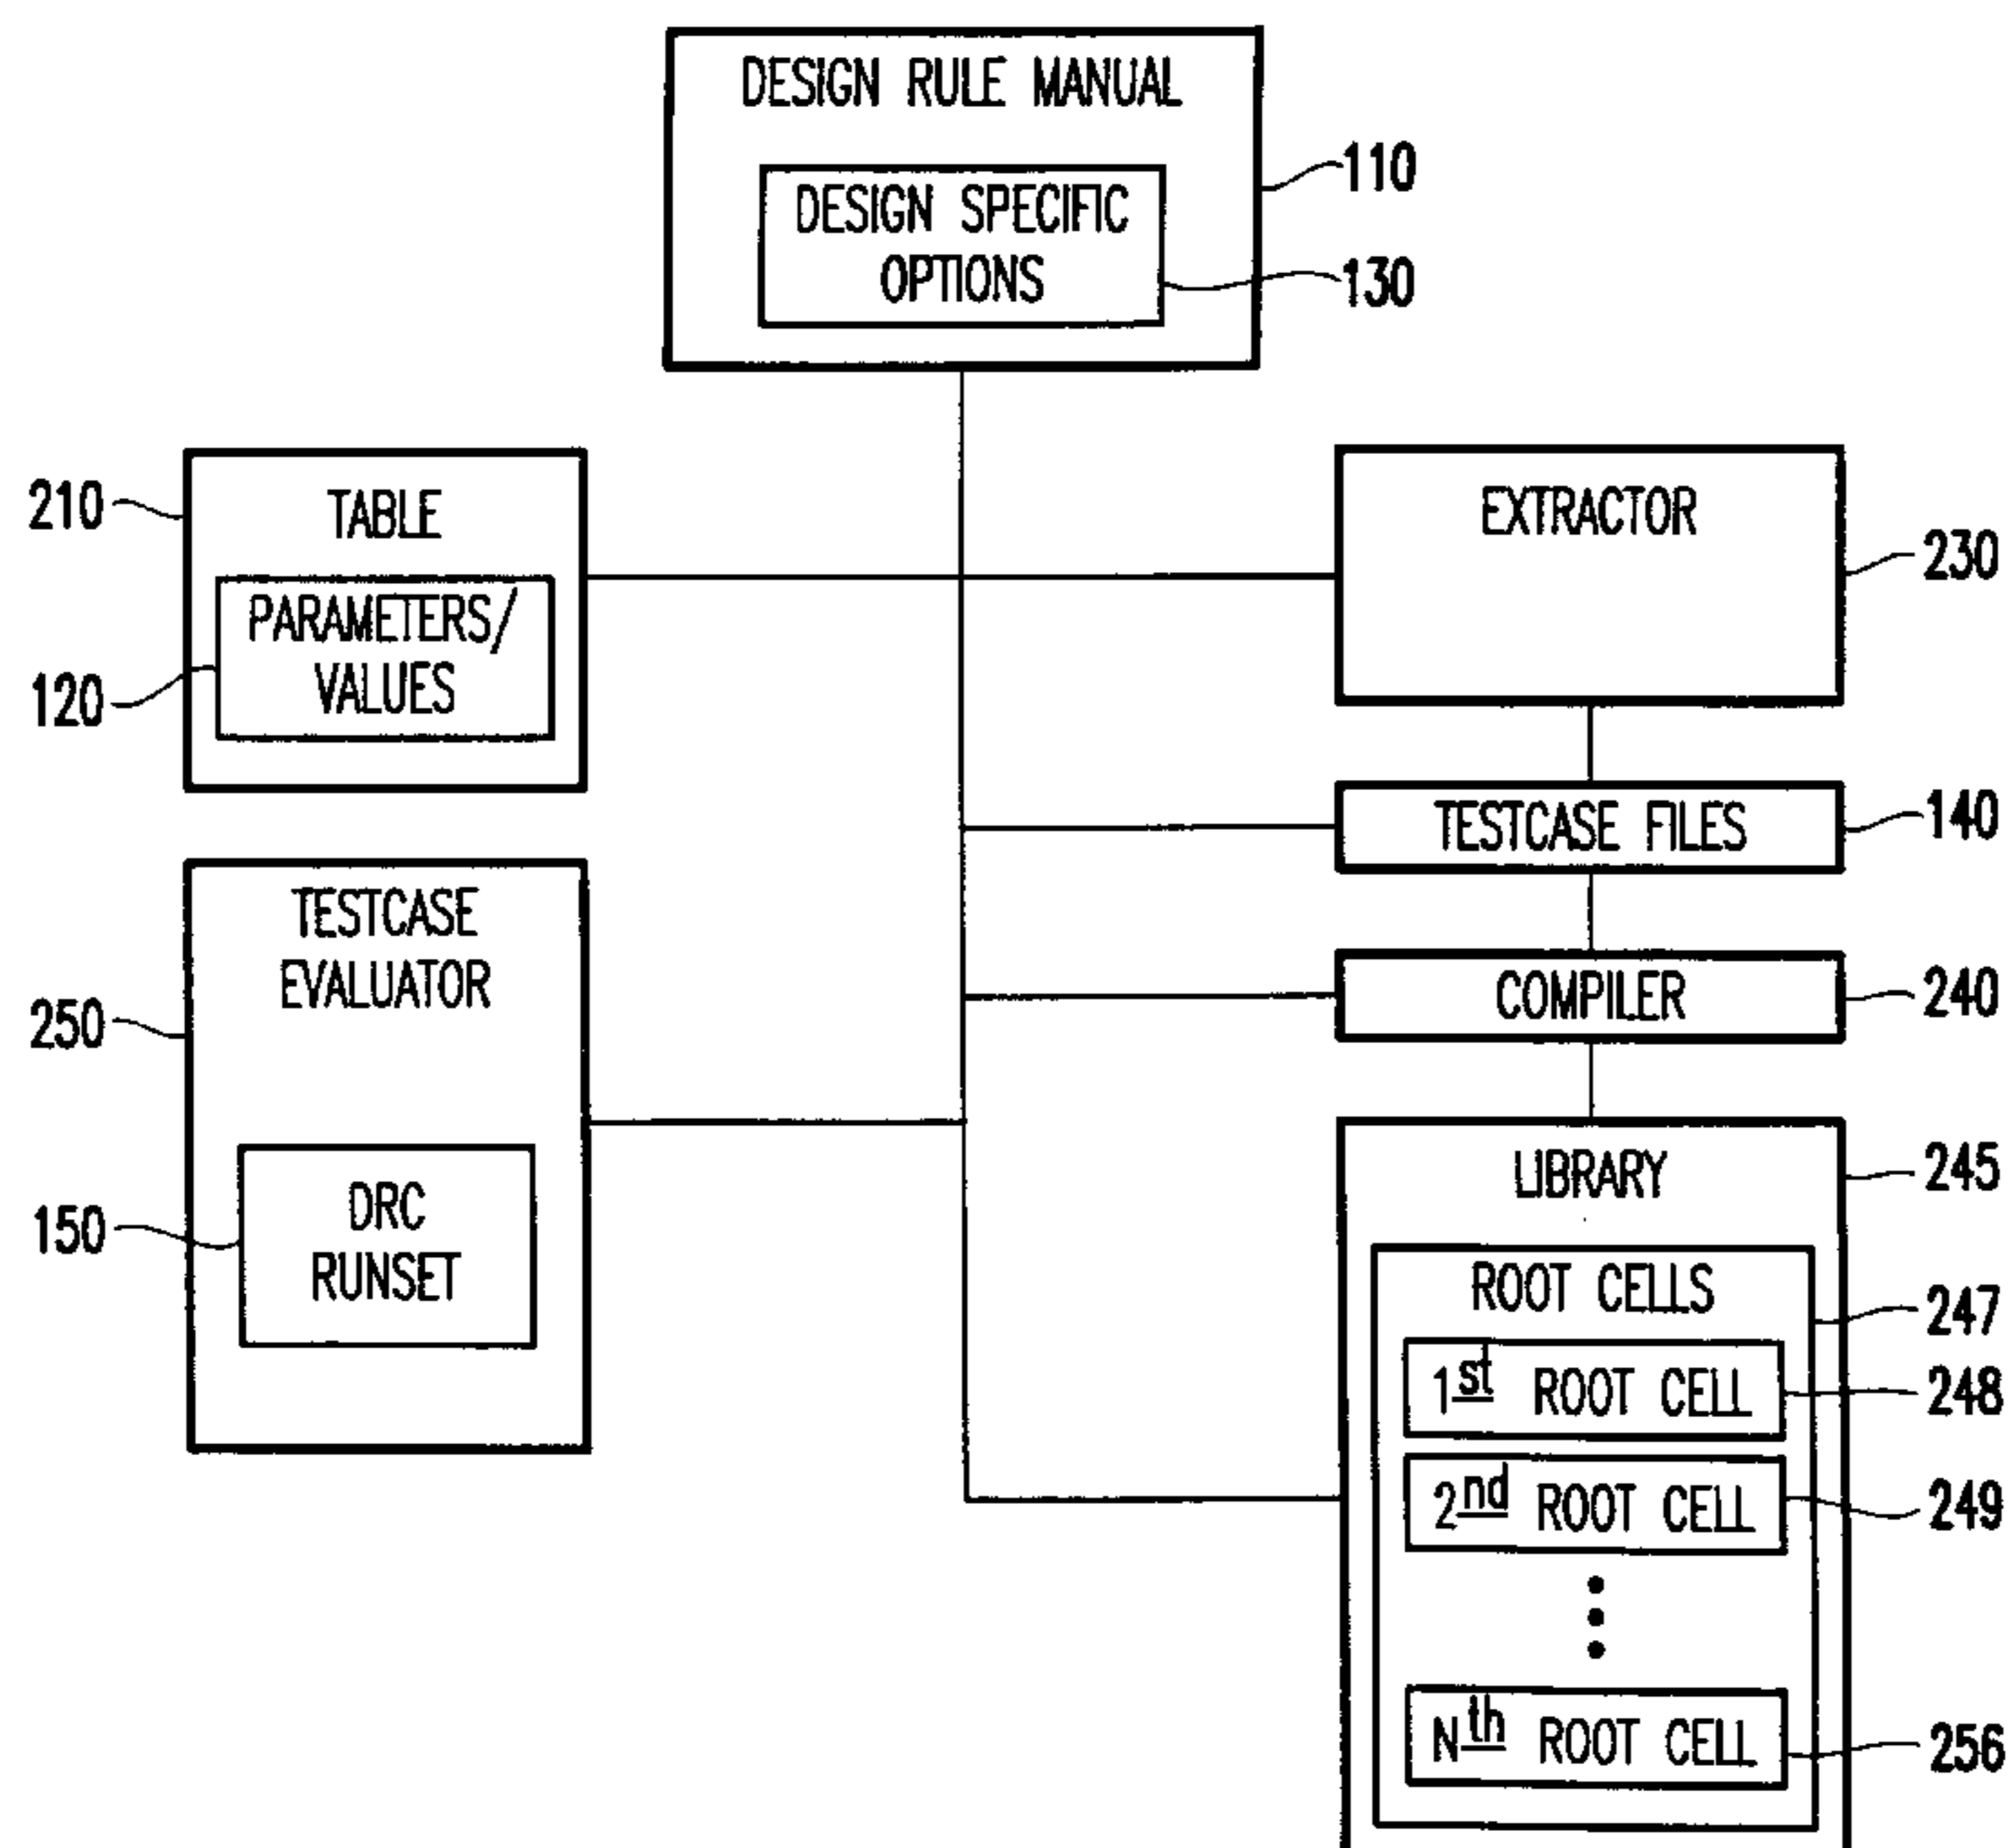 DESIGN RULE MANUAL
110
DESIGN SPECIFIC
OPTIONS
130
210
TABLE
PARAMETERS/
VALUES
120
EXTRACTOR
230
TESTCASE FILES
140
TESTCASE
EVALUATOR
250
COMPILER
240
DRC
RUNSET
150
LIBRARY
245
ROOT CELLS
247
1st ROOT CELL
248
2nd ROOT CELL
249
Nth ROOT CELL
256